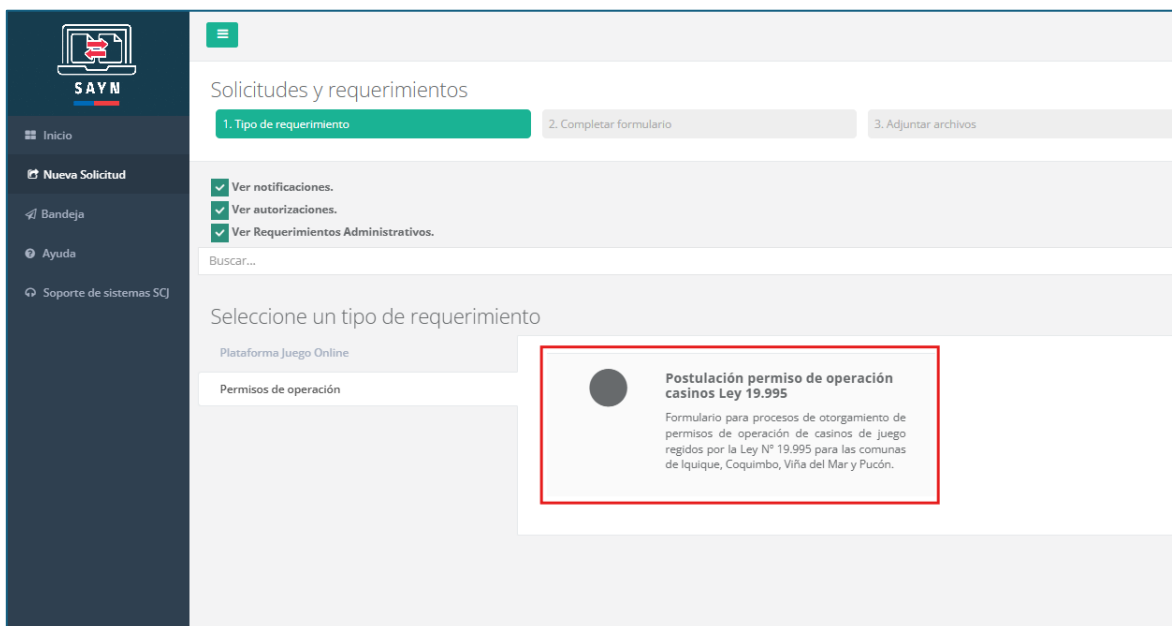 SAYN
Inicio
Nueva Solicitud
Bandeja
Ayuda
Soporte de sistemas SCJ
Solicitudes y requerimientos
1. Tipo de requerimiento
2. Completar formulario
3. Adjuntar archivos
Ver notificaciones.
Ver autorizaciones.
Ver Requerimientos Administrativos.
Buscar...
Seleccione un tipo de requerimiento
Plataforma Juego Online
Permisos de operación
Postulación permiso de operación
casinos Ley 19.995
Formulario para procesos de otorgamiento de
permisos de operación de casinos de juego
regidos por la Ley N° 19.995 para las comunas
de Iquique, Coquimbo, Viña del Mar y Pucón.